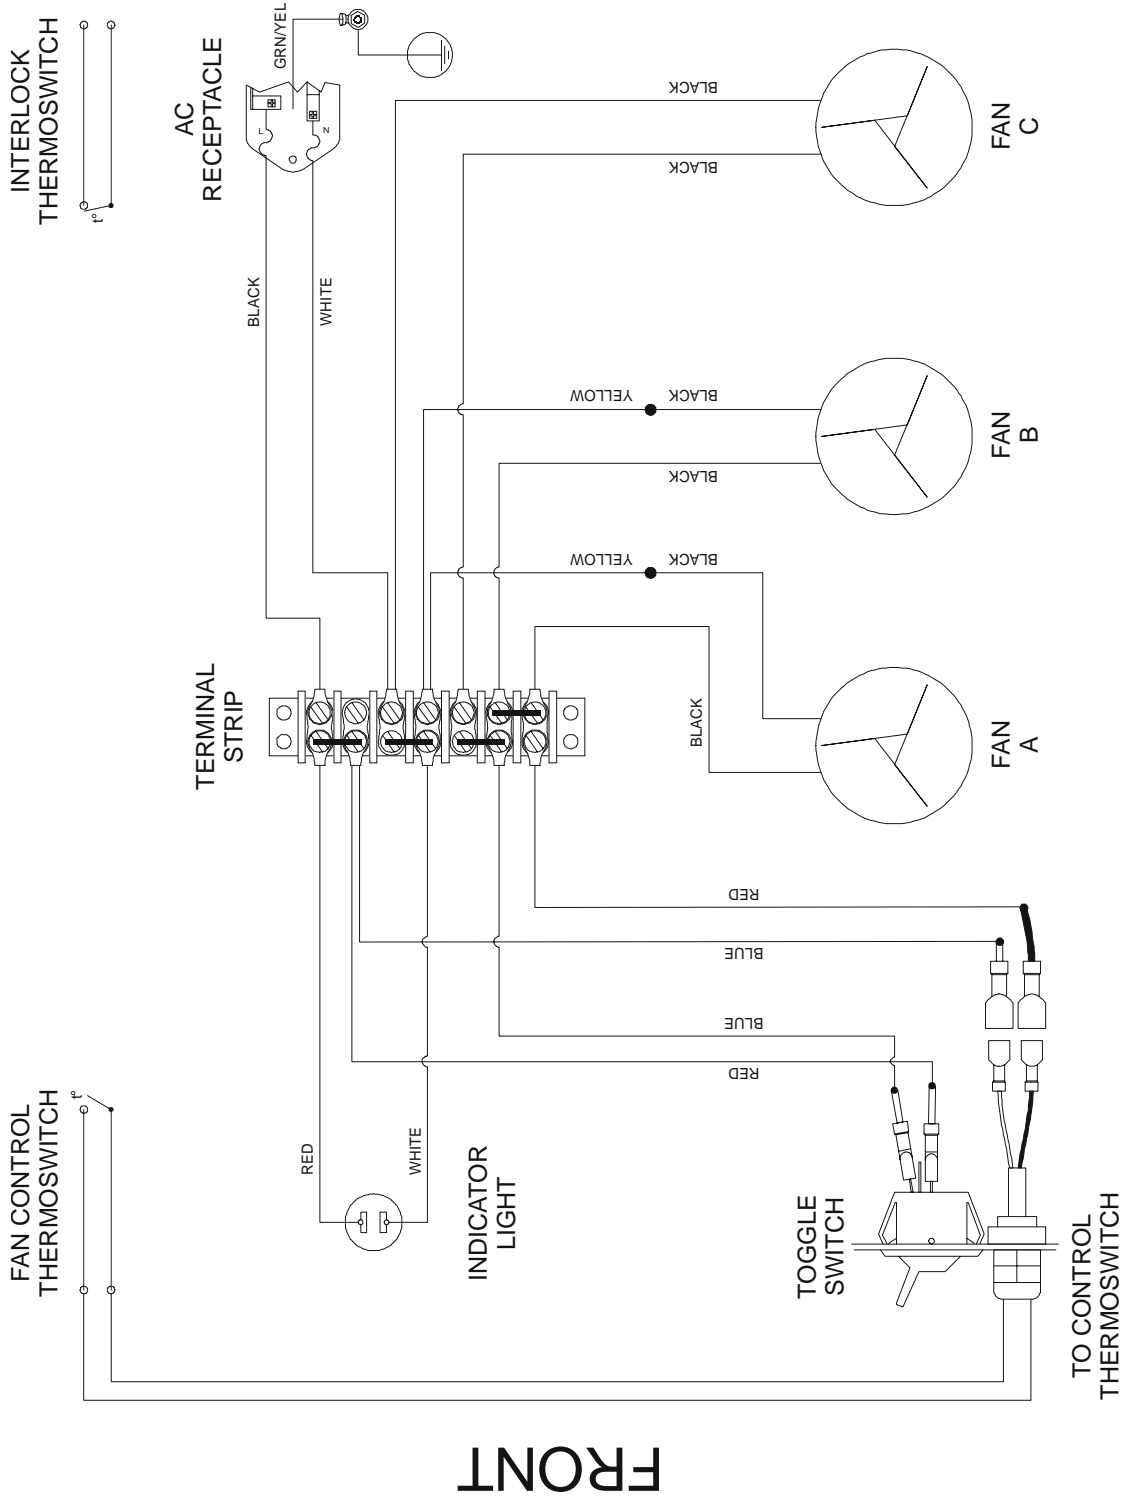 INTERLOCK
THERMOSWITCH
t°
AC
RECEPTACLE
GRN/YEL
L
N
BLACK
WHITE
BLACK
BLACK
FAN
C
YELLOW
BLACK
BLACK
FAN
B
YELLOW
BLACK
BLACK
FAN
A
TERMINAL
STRIP
RED
BLUE
BLUE
RED
FAN CONTROL
THERMOSWITCH
t°
RED
WHITE
INDICATOR
LIGHT
TOGGLE
SWITCH
TO CONTROL
THERMOSWITCH
FRONT